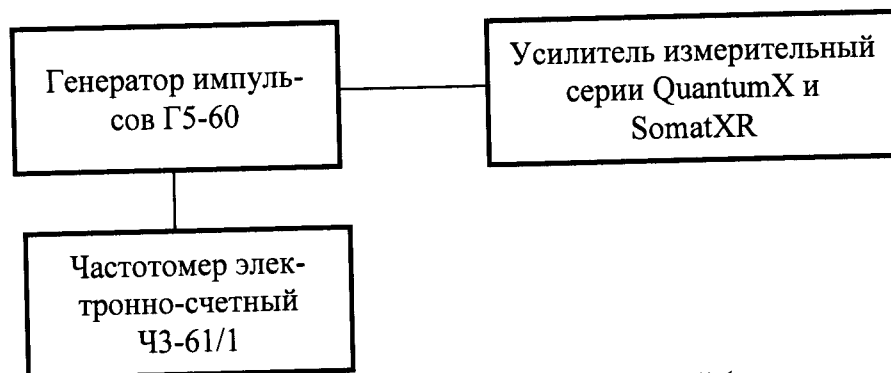 Генератор импуль-
сов Г5-60
Усилитель измерительный
серии QuantumX и
SomatXR
Частотомер элек-
тронно-счетный
Ч3-61/1